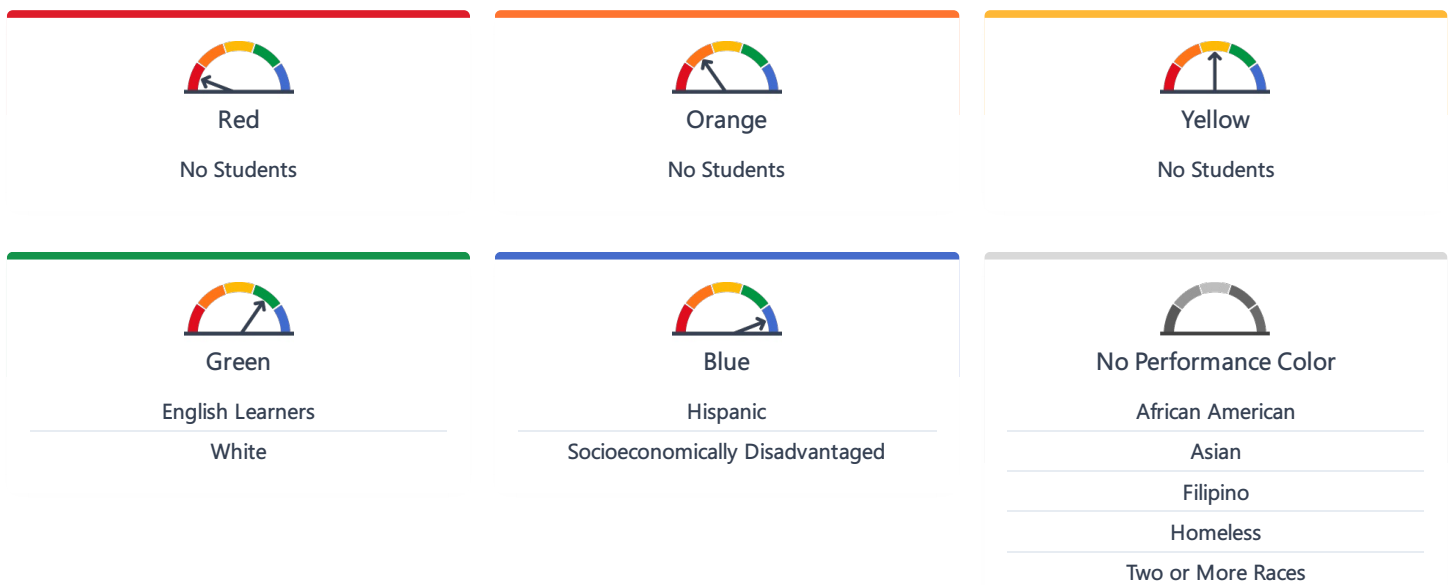 Red
No Students
Orange
No Students
Yellow
No Students
Green
English Learners
White
Blue
Hispanic
Socioeconomically Disadvantaged
No Performance Color
African American
Asian
Filipino
Homeless
Two or More Races